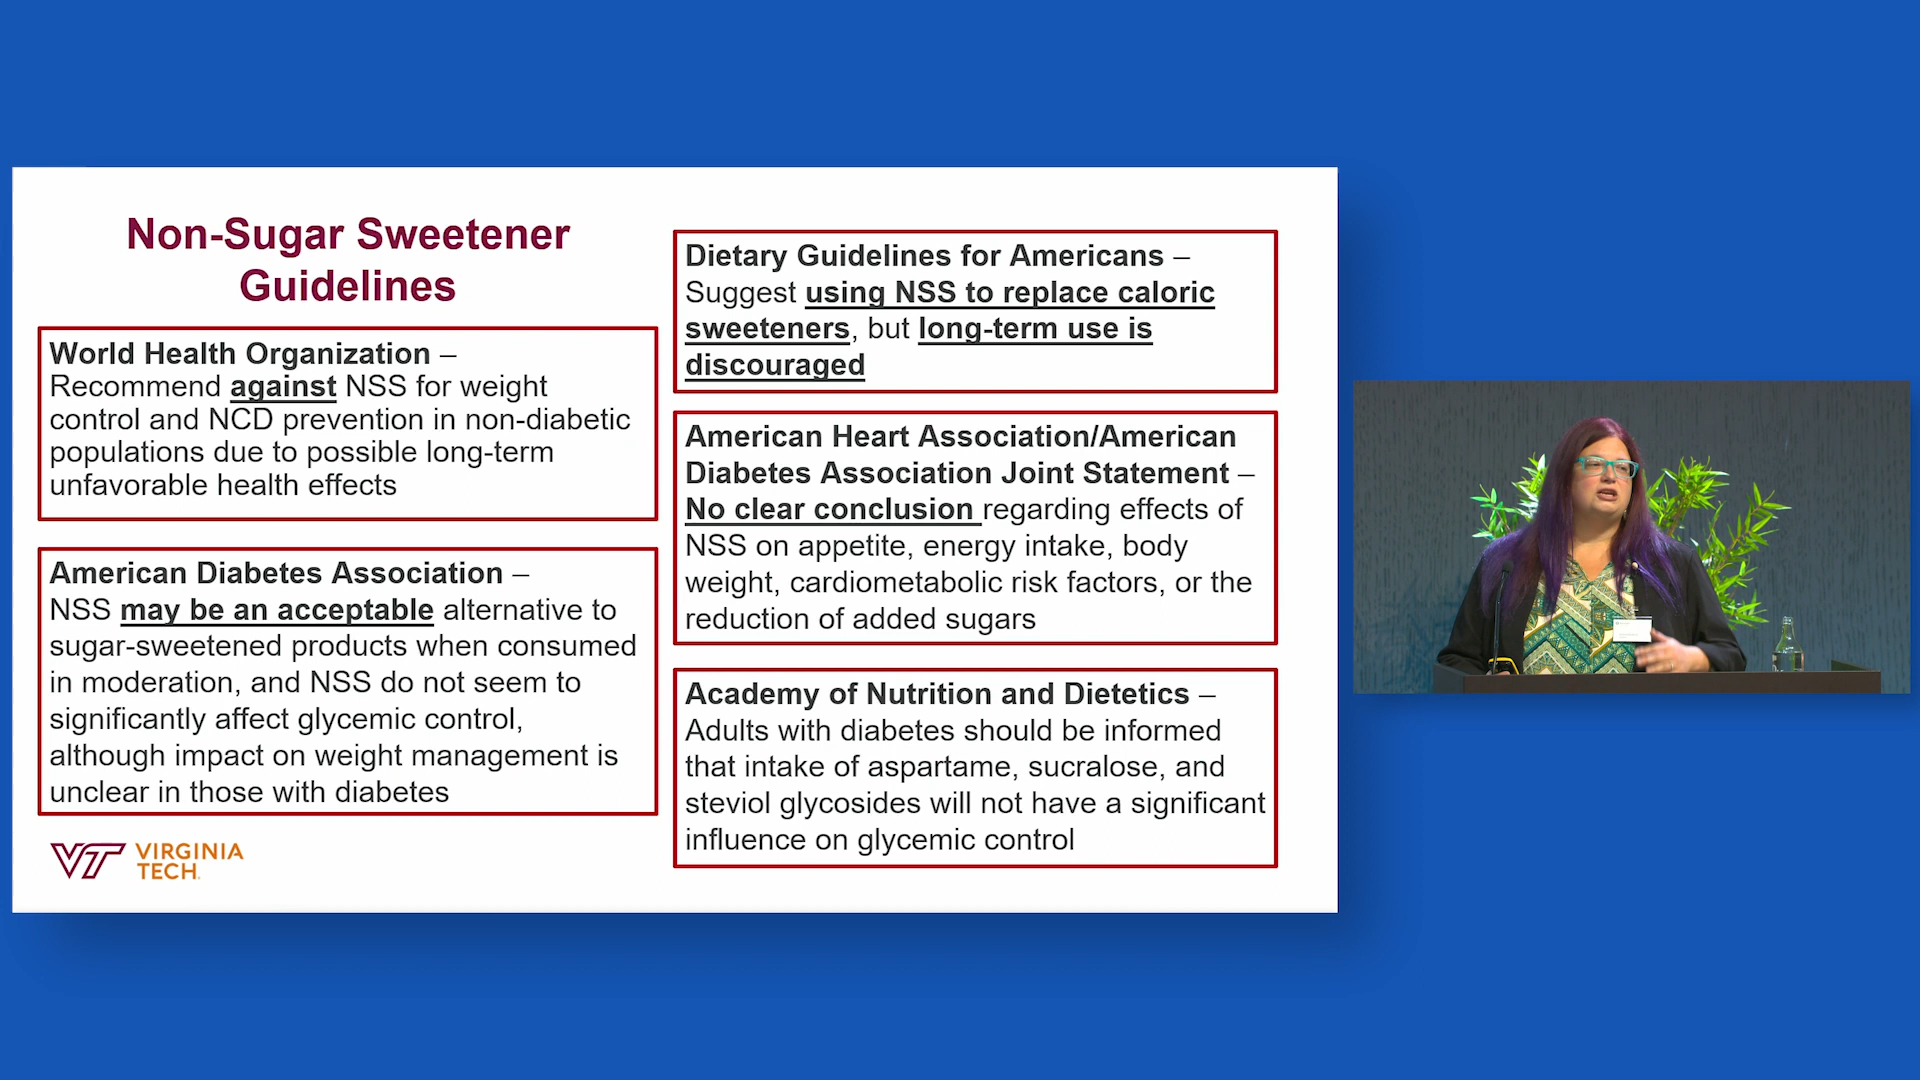 Non-Sugar Sweetener
Guidelines
World Health Organization –
Recommend against NSS for weight
control and NCD prevention in non-diabetic
populations due to possible long-term
unfavorable health effects
American Diabetes Association –
NSS may be an acceptable alternative to
sugar-sweetened products when consumed
in moderation, and NSS do not seem to
significantly affect glycemic control,
although impact on weight management is
unclear in those with diabetes
VT VIRGINIA
TECH
Dietary Guidelines for Americans –
Suggest using NSS to replace caloric
sweeteners, but long-term use is
discouraged
American Heart Association/American
Diabetes Association Joint Statement –
No clear conclusion regarding effects of
NSS on appetite, energy intake, body
weight, cardiometabolic risk factors, or the
reduction of added sugars
Academy of Nutrition and Dietetics –
Adults with diabetes should be informed
that intake of aspartame, sucralose, and
steviol glycosides will not have a significant
influence on glycemic control